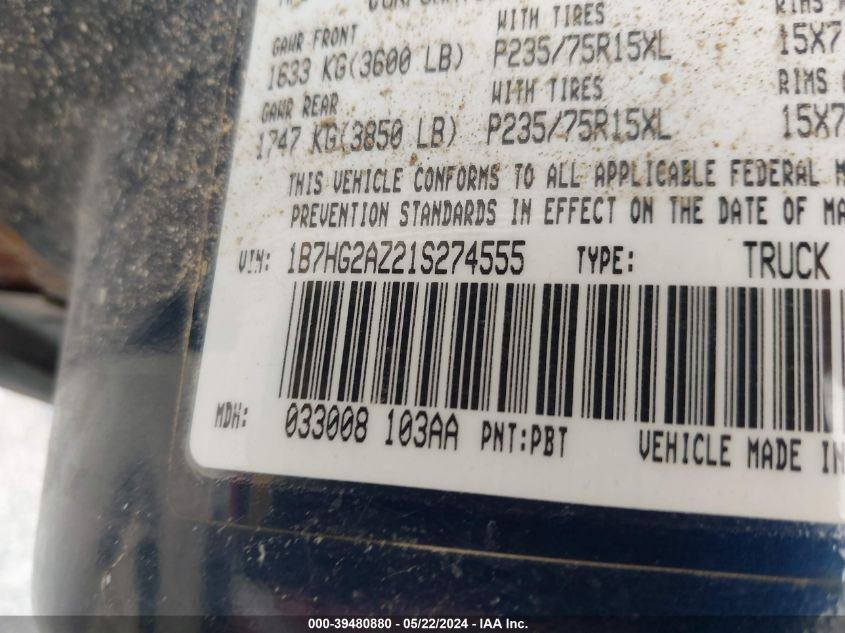 WITH TIRES
GAWR FRONT
1633 KG(3600 LB) P235/75R15XL 15X7
GAWR REAR WITH TIRES RIMS
1747 KG(3850 LB) P235/75R15XL 15X7
THIS VEHICLE CONFORMS TO ALL APPLICABLE FEDERAL
PREVENTION STANDARDS IN EFFECT ON THE DATE OF
VIN: 1B7HG2AZ21S274555 TYPE: TRUCK
MDH: 033008 103AA PNT:PBT VEHICLE MADE IN
000-39480880 - 05/22/2024 - IAA Inc.